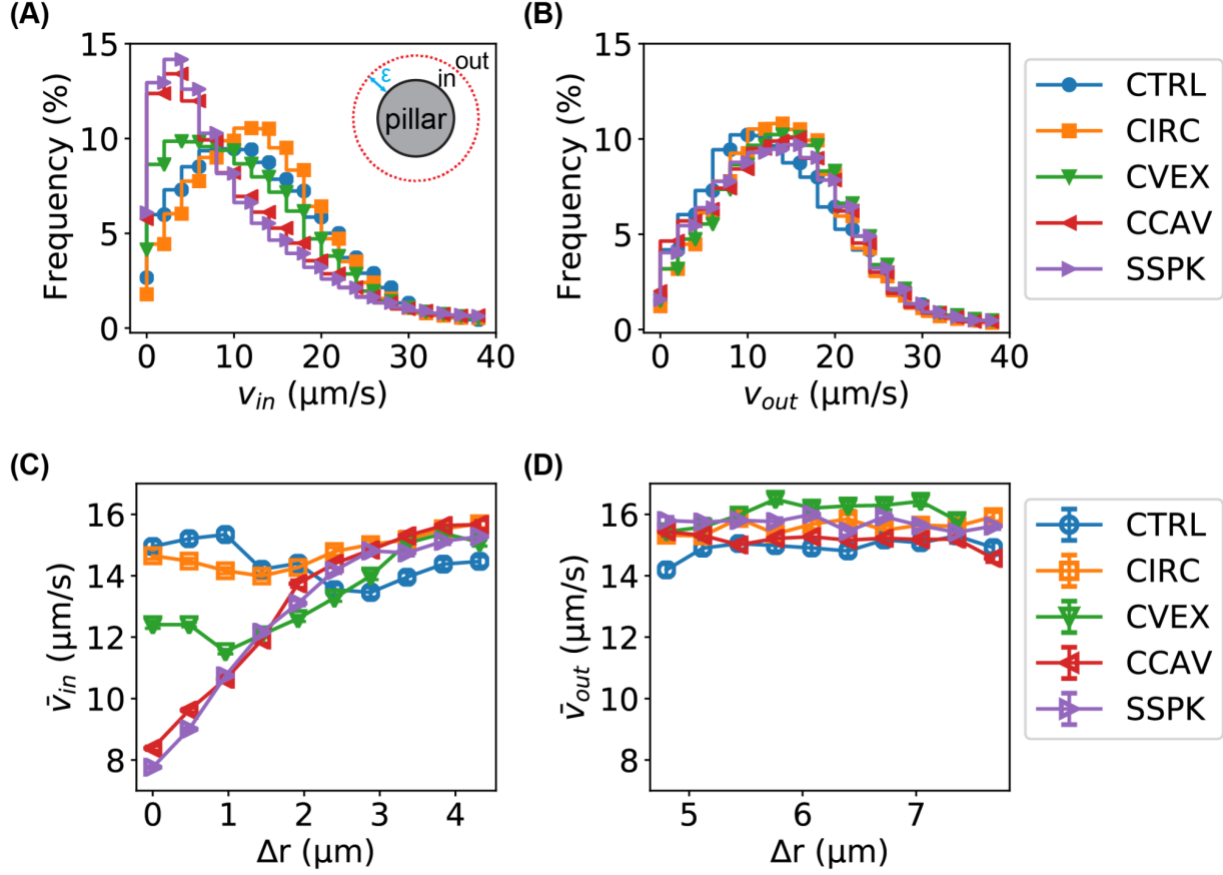 (A)
15
10
5
0
Frequency (%)
0 10 20 30 40
v_in (μm/s)
out
in
ε
pillar
(B)
15
10
5
0
Frequency (%)
0 10 20 30 40
v_out (μm/s)
CTRL
CIRC
CVEX
CCAV
SSPK
(C)
16
14
12
10
8
v̄_in (μm/s)
0 1 2 3 4
Δr (μm)
(D)
16
14
12
10
8
v̄_out (μm/s)
5 6 7
Δr (μm)
CTRL
CIRC
CVEX
CCAV
SSPK